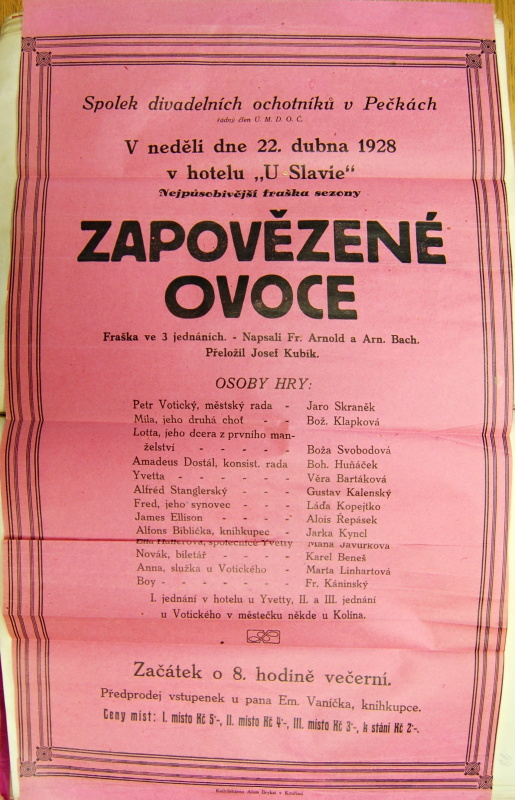 Spolek divadelních ochotníků v Pečkách
řádný člen U. M. D. O. Č.
V neděli dne 22. dubna 1928
v hotelu „U Slavie"
Nejpůsobivější fraška sezony
ZAPOVĚZENÉ
OVOCE
Fraška ve 3 jednáních. - Napsali Fr. Arnold a Arn. Bach.
Přeložil Josef Kubík.
OSOBY HRY:
Petr Votický, městský rada - Jaro Skraněk
Mila, jeho druhá choť - - Bož. Klapková
Lotta, jeho dcera z prvního man-
želství - - - - - Boža Svobodová
Amadeus Dostál, konsist. rada Boh. Huňáček
Yvetta - - - - - Věra Bartáková
Alfréd Stanglerský - - - Gustav Kalenský
Fred, jeho synovec - - - Láďa Kopejtko
James Ellison - - - - Alois Řepásek
Alfons Biblička, knihkupec - Jarka Kyncl
společnice Yvetty Máňa Javůrková
Novák, biletář - - - - Karel Beneš
Anna, služka u Votického - Marta Linhartová
Boy - - - - - - - Fr. Káninský
I. jednání v hotelu u Yvetty, II. a III. jednání
u Votického v městečku někde u Kolína.
Začátek o 8. hodině večerní.
Předprodej vstupenek u pana Em. Vaníčka, knihkupce.
Ceny míst: I. místo Kč 5·-, II. místo Kč 4·-, III. místo Kč 3·-, k stání Kč 2·-.
Knihtiskárna